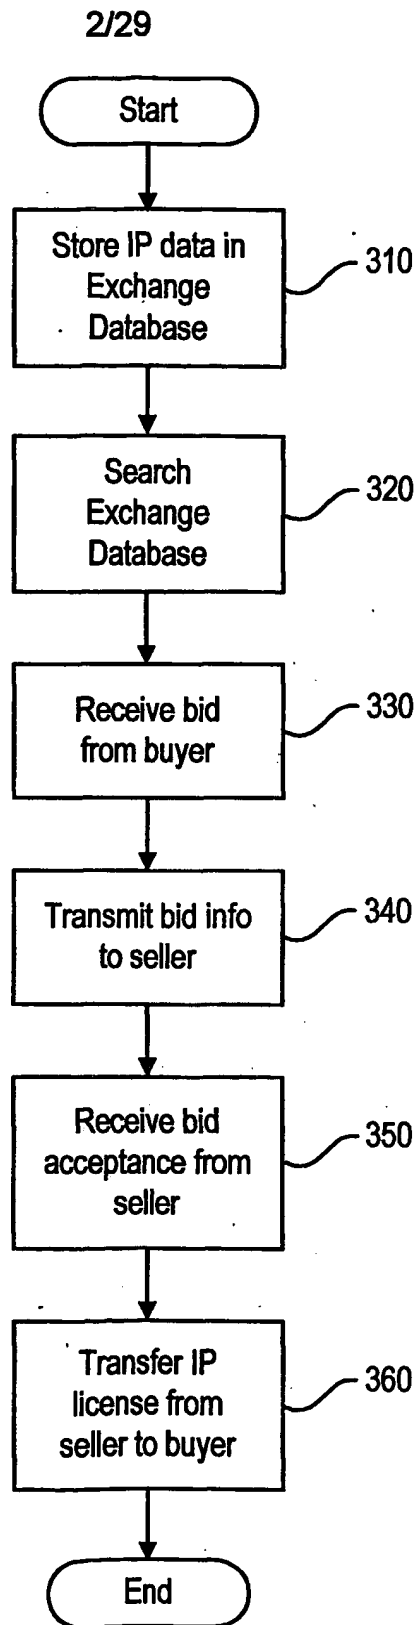 2/29
Start
Store IP data in
Exchange
Database
310
Search
Exchange
Database
320
Receive bid
from buyer
330
Transmit bid info
to seller
340
Receive bid
acceptance from
seller
350
Transfer IP
license from
seller to buyer
360
End